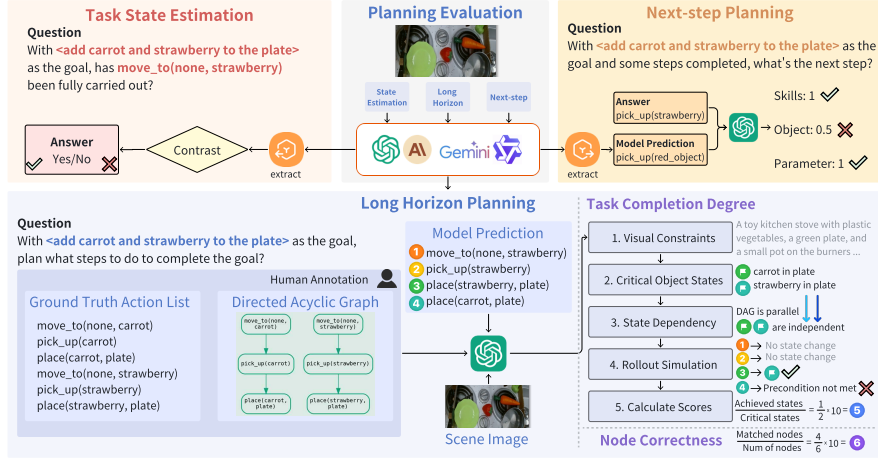 Task State Estimation
Question
With <add carrot and strawberry to the plate>
as the goal, has move_to(none, strawberry)
been fully carried out?
Answer
Yes/No
Contrast
extract
Planning Evaluation
State
Estimation
Long
Horizon
Next-step
AI
Gemini
Next-step Planning
Question
With <add carrot and strawberry to the plate> as the
goal and some steps completed, what's the next step?
extract
Answer
pick_up(strawberry)
Model Prediction
pick_up(red_object)
Skills: 1
Object: 0.5
Parameter: 1
Long Horizon Planning
Question
With <add carrot and strawberry to the plate> as the goal,
plan what steps to do to complete the goal?
Human Annotation
Ground Truth Action List
move_to(none, carrot)
pick_up(carrot)
place(carrot, plate)
move_to(none, strawberry)
pick_up(strawberry)
place(strawberry, plate)
Directed Acyclic Graph
move_to(none,
carrot)
pick_up(carrot)
place(carrot,
plate)
move_to(none,
strawberry)
pick_up(strawberry)
place(strawberry,
plate)
Model Prediction
1 move_to(none, strawberry)
2 pick_up(strawberry)
3 place(strawberry, plate)
4 place(carrot, plate)
Scene Image
Task Completion Degree
1. Visual Constraints
2. Critical Object States
3. State Dependency
4. Rollout Simulation
5. Calculate Scores
A toy kitchen stove with plastic
vegetables, a green plate, and
a small pot on the burners ...
carrot in plate
strawberry in plate
DAG is parallel
are independent
1 No state change
2 No state change
3
4 Precondition not met
Achieved states / Critical states = 1/2 *10= 5
Node Correctness
Matched nodes / Num of nodes = 4/6 *10= 6